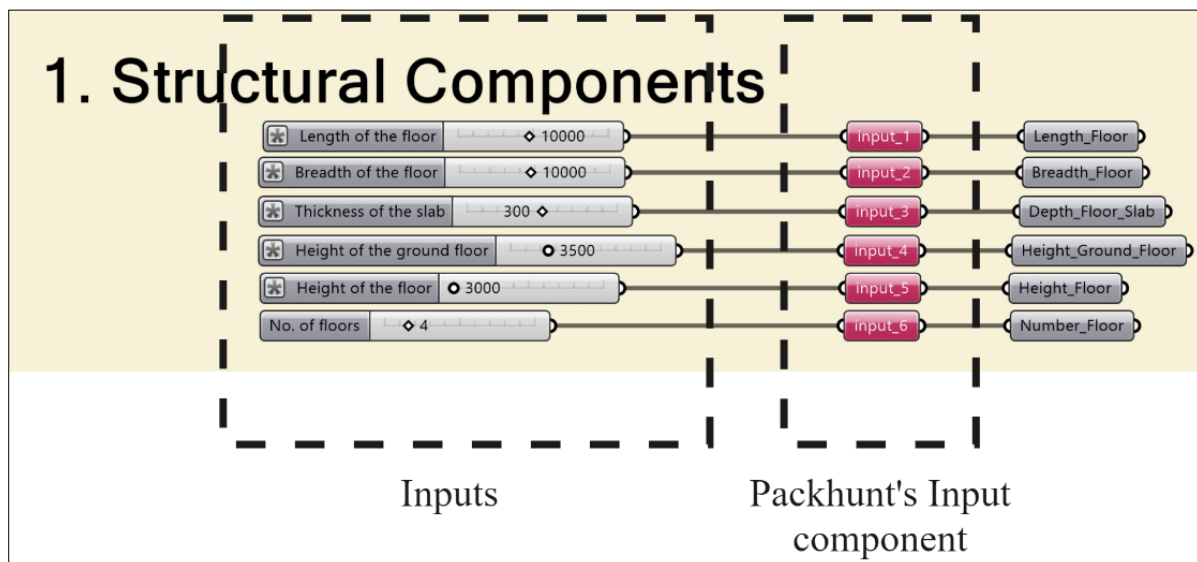 1. Structural Components
Length of the floor 10000 input_1 Length_Floor
Breadth of the floor 10000 input_2 Breadth_Floor
Thickness of the slab 300 input_3 Depth_Floor_Slab
Height of the ground floor 3500 input_4 Height_Ground_Floor
Height of the floor 3000 input_5 Height_Floor
No. of floors 4 input_6 Number_Floor
Inputs
Packhunt's Input
component